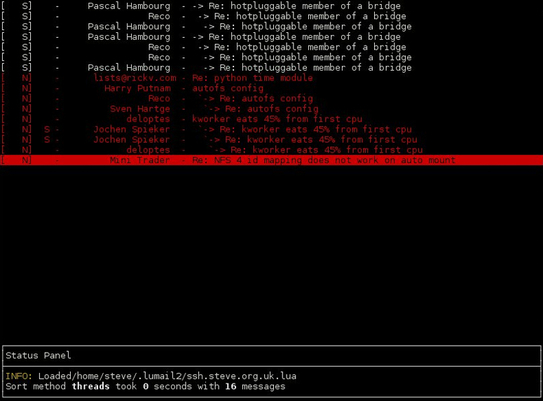 [   S]    -     Pascal Hambourg  - -> Re: hotpluggable member of a bridge
[   S]    -                Reco  -  -> Re: hotpluggable member of a bridge
[   S]    -     Pascal Hambourg  -   -> Re: hotpluggable member of a bridge
[   S]    -     Pascal Hambourg  - -> Re: hotpluggable member of a bridge
[   S]    -                Reco  -  -> Re: hotpluggable member of a bridge
[   S]    -                Reco  -   -> Re: hotpluggable member of a bridge
[   S]    -     Pascal Hambourg  -   -> Re: hotpluggable member of a bridge
[   N]    -      lists@rickv.com - Re: python time module
[   N]    -        Harry Putnam  - autofs config
[   N]    -                Reco  -  `-> Re: autofs config
[   N]    -         Sven Hartge  -   `-> Re: autofs config
[   N]    -            deloptes  - kworker eats 45% from first cpu
[   N]  S -      Jochen Spieker  -  `-> Re: kworker eats 45% from first cpu
[   N]  S -      Jochen Spieker  -   `-> Re: kworker eats 45% from first cpu
[   N]    -            deloptes  -    `-> Re: kworker eats 45% from first cpu
[   N]    -         Mini Trader  - Re: NFS 4 id mapping does not work on auto mount
Status Panel
INFO: Loaded/home/steve/.lumail2/ssh.steve.org.uk.lua
Sort method threads took 0 seconds with 16 messages